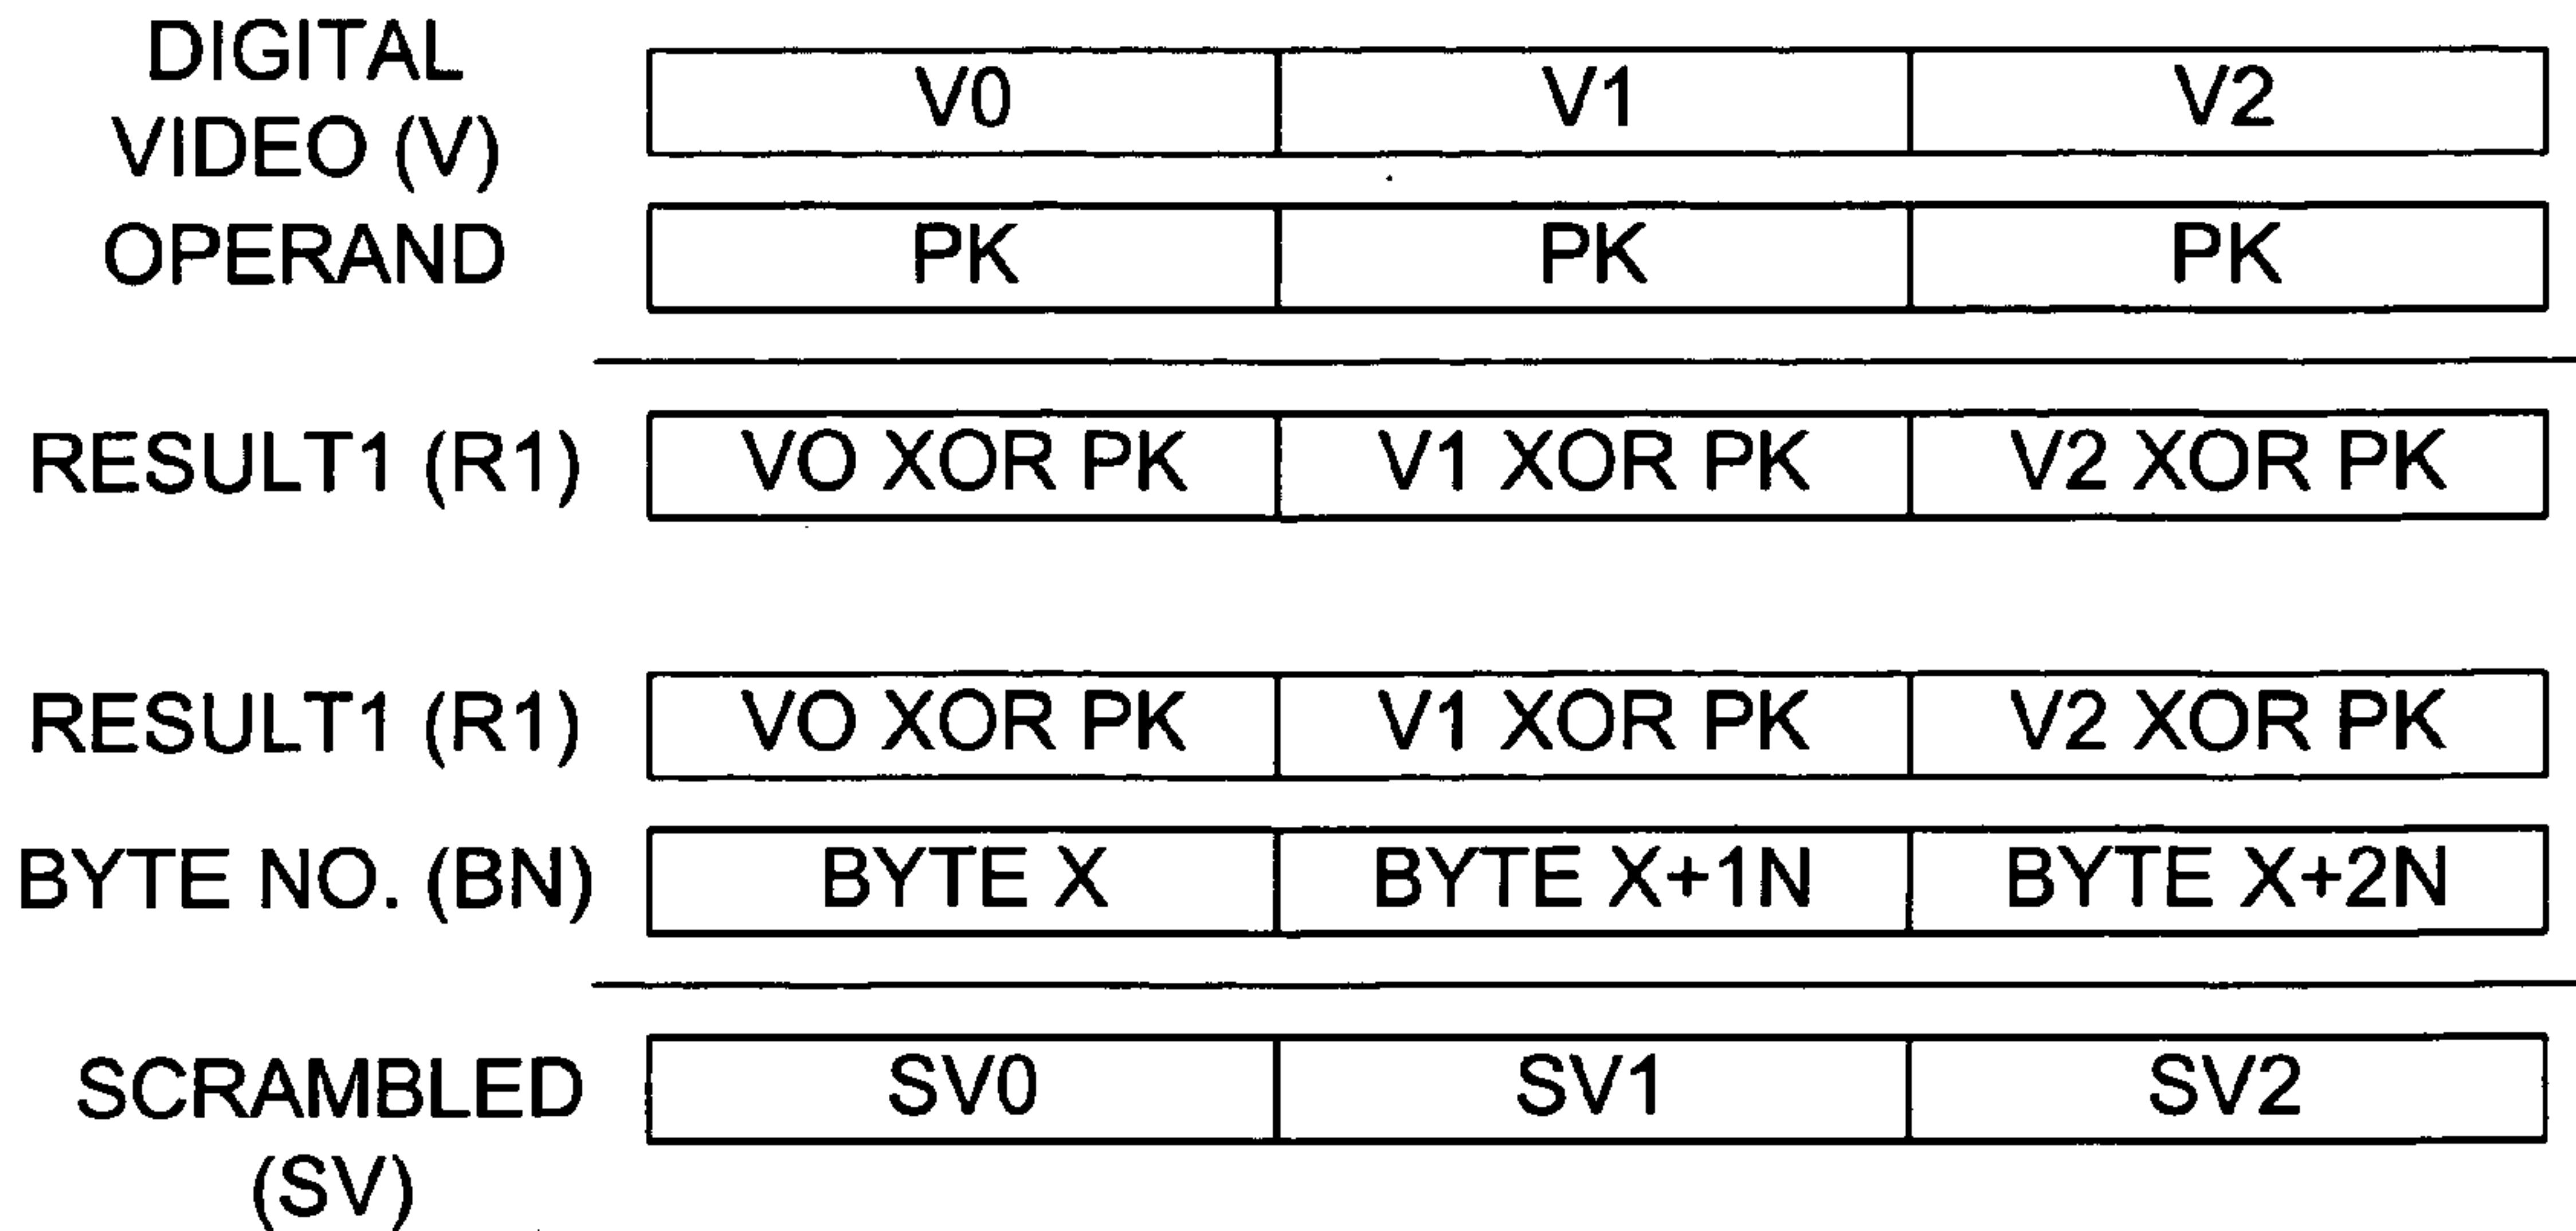 DIGITAL
VIDEO (V)
V0 V1 V2
OPERAND PK PK PK
RESULT1 (R1) VO XOR PK V1 XOR PK V2 XOR PK
RESULT1 (R1) VO XOR PK V1 XOR PK V2 XOR PK
BYTE NO. (BN) BYTE X BYTE X+1N BYTE X+2N
SCRAMBLED
(SV)
SV0 SV1 SV2